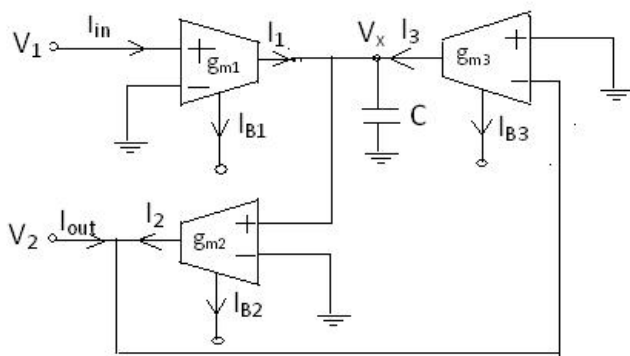 V1 Iin + gm1 − I1 Vx I3 gm3 + −
IB1 C IB3
V2 Iout I2 gm2 + −
IB2